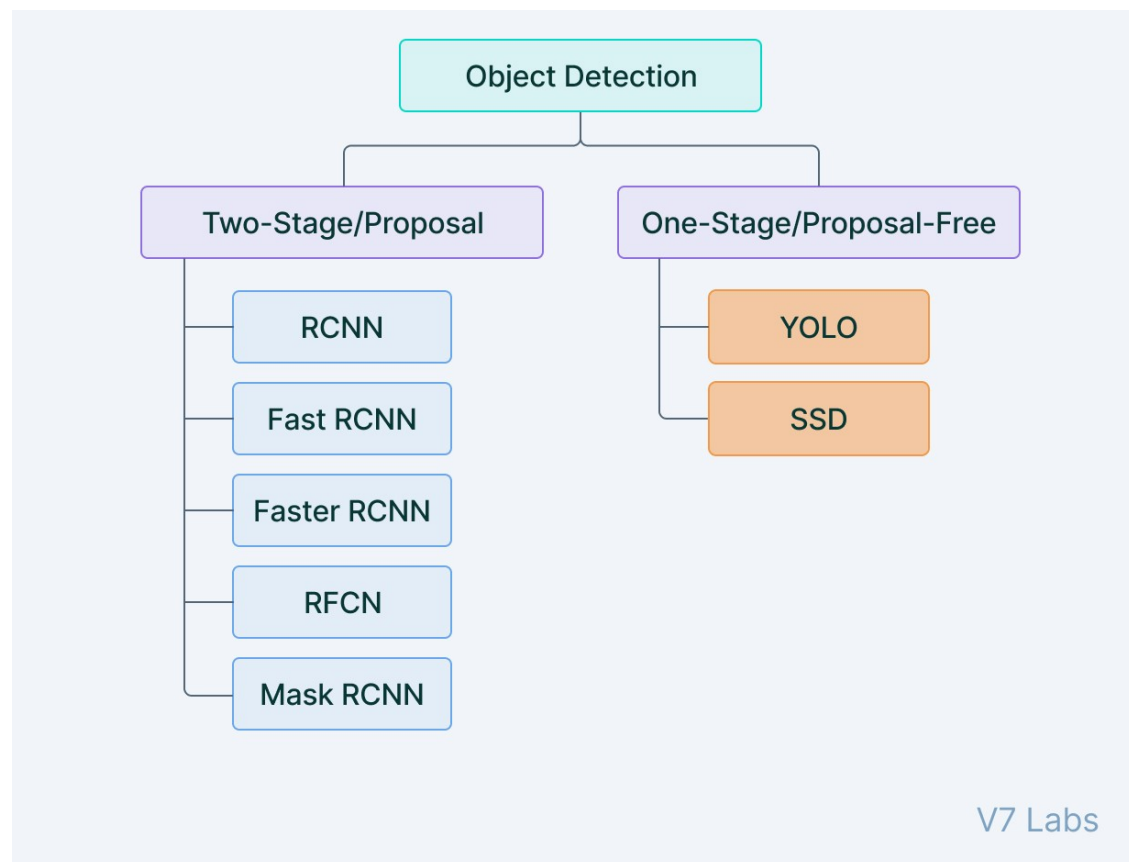 Object Detection
Two-Stage/Proposal
RCNN
Fast RCNN
Faster RCNN
RFCN
Mask RCNN
One-Stage/Proposal-Free
YOLO
SSD
V7 Labs